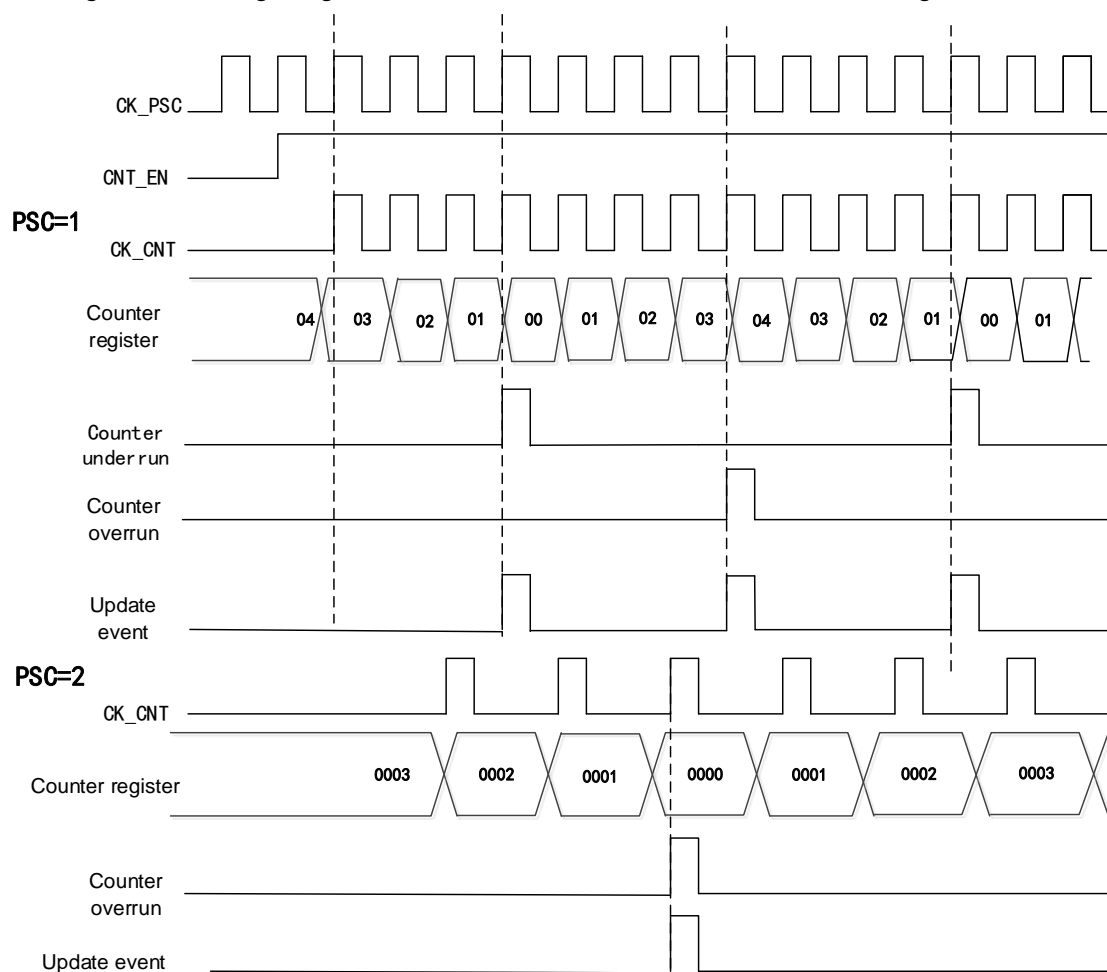 CK_PSC
CNT_EN
PSC=1
CK_CNT
Counter
register
04 03 02 01 00 01 02 03 04 03 02 01 00 01
Counter
underrun
Counter
overrun
Update
event
PSC=2
CK_CNT
Counter register
0003 0002 0001 0000 0001 0002 0003
Counter
overrun
Update event